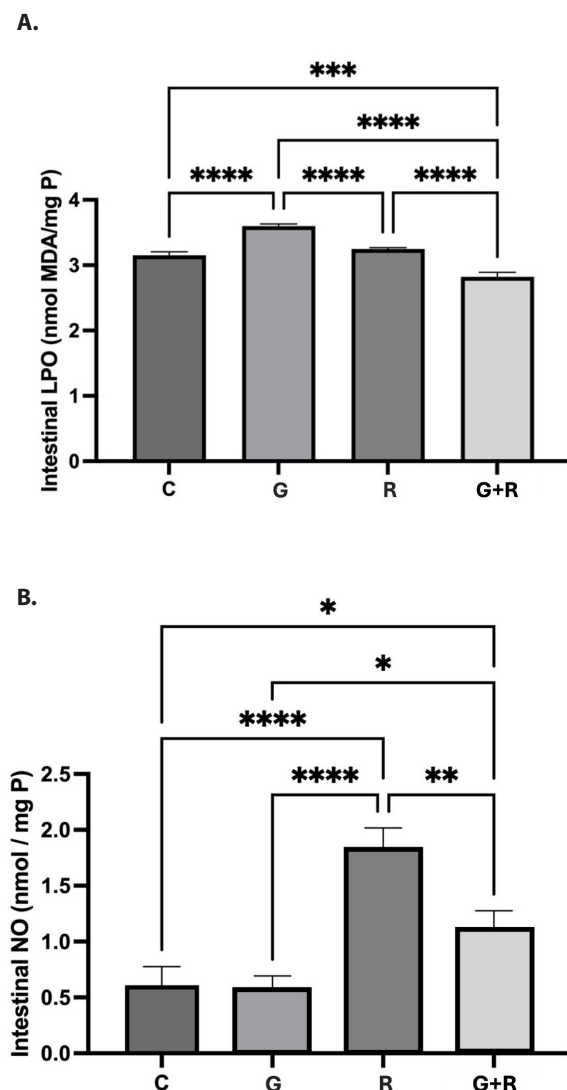 A.
***
****
**** **** ****
4
3
2
1
0
Intestinal LPO (nmol MDA/mg P)
C G R G+R
B.
*
*
****
**** **
2.5
2.0
1.5
1.0
0.5
0.0
Intestinal NO (nmol / mg P)
C G R G+R